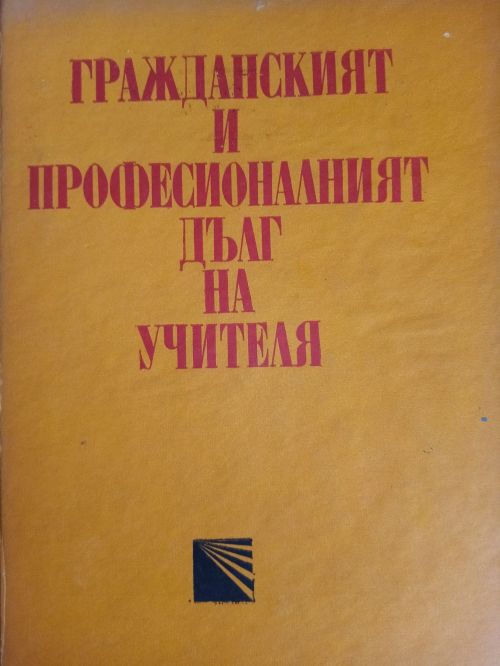 ГРАЖДАНСКИЯТ
И
ПРОФЕСИОНАЛНИЯТ
ДЪЛГ
НА
УЧИТЕЛЯ